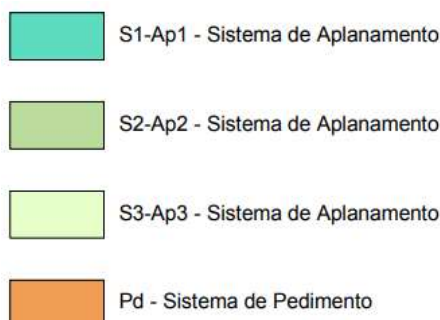 S1-Ap1 - Sistema de Aplanamento
S2-Ap2 - Sistema de Aplanamento
S3-Ap3 - Sistema de Aplanamento
Pd - Sistema de Pedimento